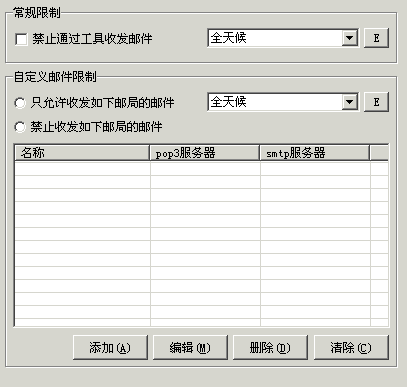 常规限制
禁止通过工具收发邮件 全天候 E
自定义邮件限制
只允许收发如下邮局的邮件 全天候 E
禁止收发如下邮局的邮件
名称 pop3服务器 smtp服务器
添加(A) 编辑(M) 删除(D) 清除(C)